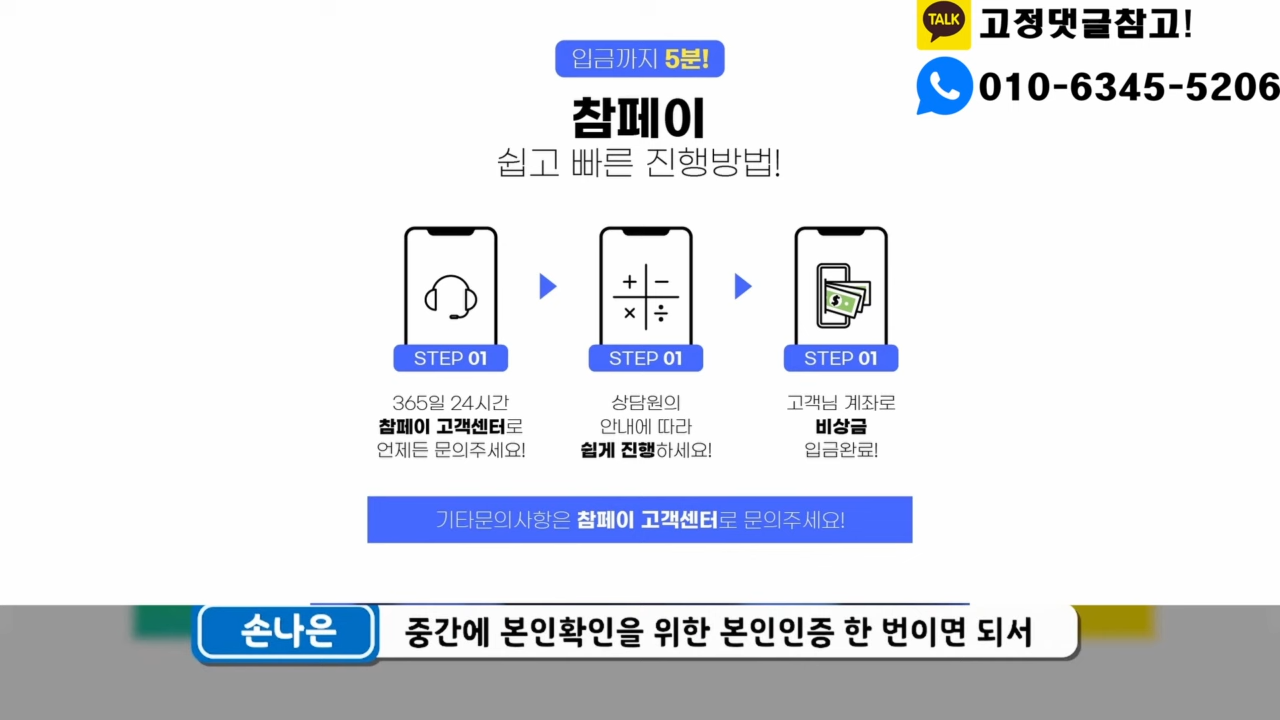 TALK 고정댓글참고!
010-6345-5206
입금까지 5분!
참페이
쉽고 빠른 진행방법!
STEP 01
STEP 01
STEP 01
365일 24시간
참페이 고객센터로
언제든 문의주세요!
상담원의
안내에 따라
쉽게 진행하세요!
고객님 계좌로
비상금
입금완료!
기타문의사항은 참페이 고객센터로 문의주세요!
손나은 중간에 본인확인을 위한 본인인증 한 번이면 되서